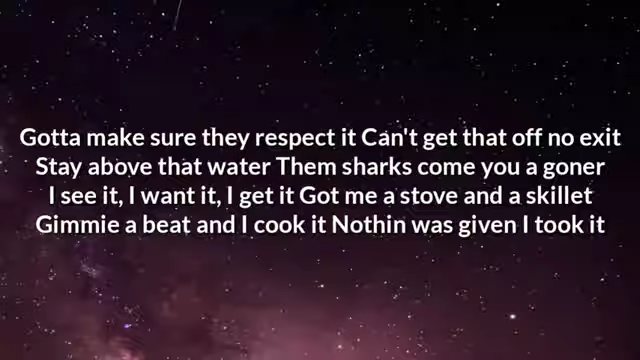 Gotta make sure they respect it Can't get that off no exit
Stay above that water Them sharks come you a goner
I see it, I want it, I get it Got me a stove and a skillet
Gimmie a beat and I cook it Nothin was given I took it